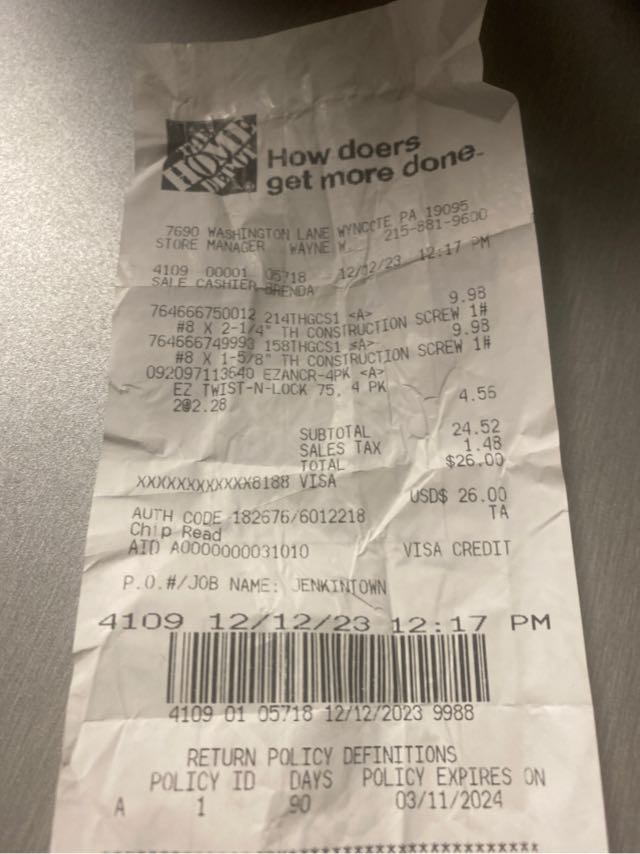 THE
HOME
DEPOT
How doers
get more done.
7690 WASHINGTON LANE WYNCOTE PA 19095
STORE MANAGER WAYNE W. 215-881-9600
4109 00001 05718 12/12/23 12:17 PM
SALE CASHIER BRENDA
764666750012 214THGCS1 <A> 9.98
#8 X 2-1/4" TH CONSTRUCTION SCREW 1#
764666749993 158THGCS1 <A> 9.98
#8 X 1-5/8" TH CONSTRUCTION SCREW 1#
092097113640 EZANCR-4PK <A>
EZ TWIST-N-LOCK 75, 4 PK
2@2.28 4.56
SUBTOTAL 24.52
SALES TAX 1.48
TOTAL $26.00
XXXXXXXXXXXX8188 VISA
USD$ 26.00
AUTH CODE 182676/6012218 TA
Chip Read
AID A0000000031010 VISA CREDIT
P.O.#/JOB NAME: JENKINTOWN
4109 12/12/23 12:17 PM
4109 01 05718 12/12/2023 9988
RETURN POLICY DEFINITIONS
POLICY ID DAYS POLICY EXPIRES ON
A 1 90 03/11/2024